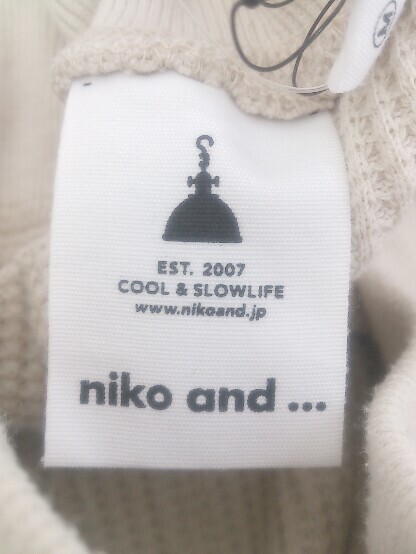 M
EST. 2007
COOL & SLOWLIFE
www.nikoand.jp
niko and ...